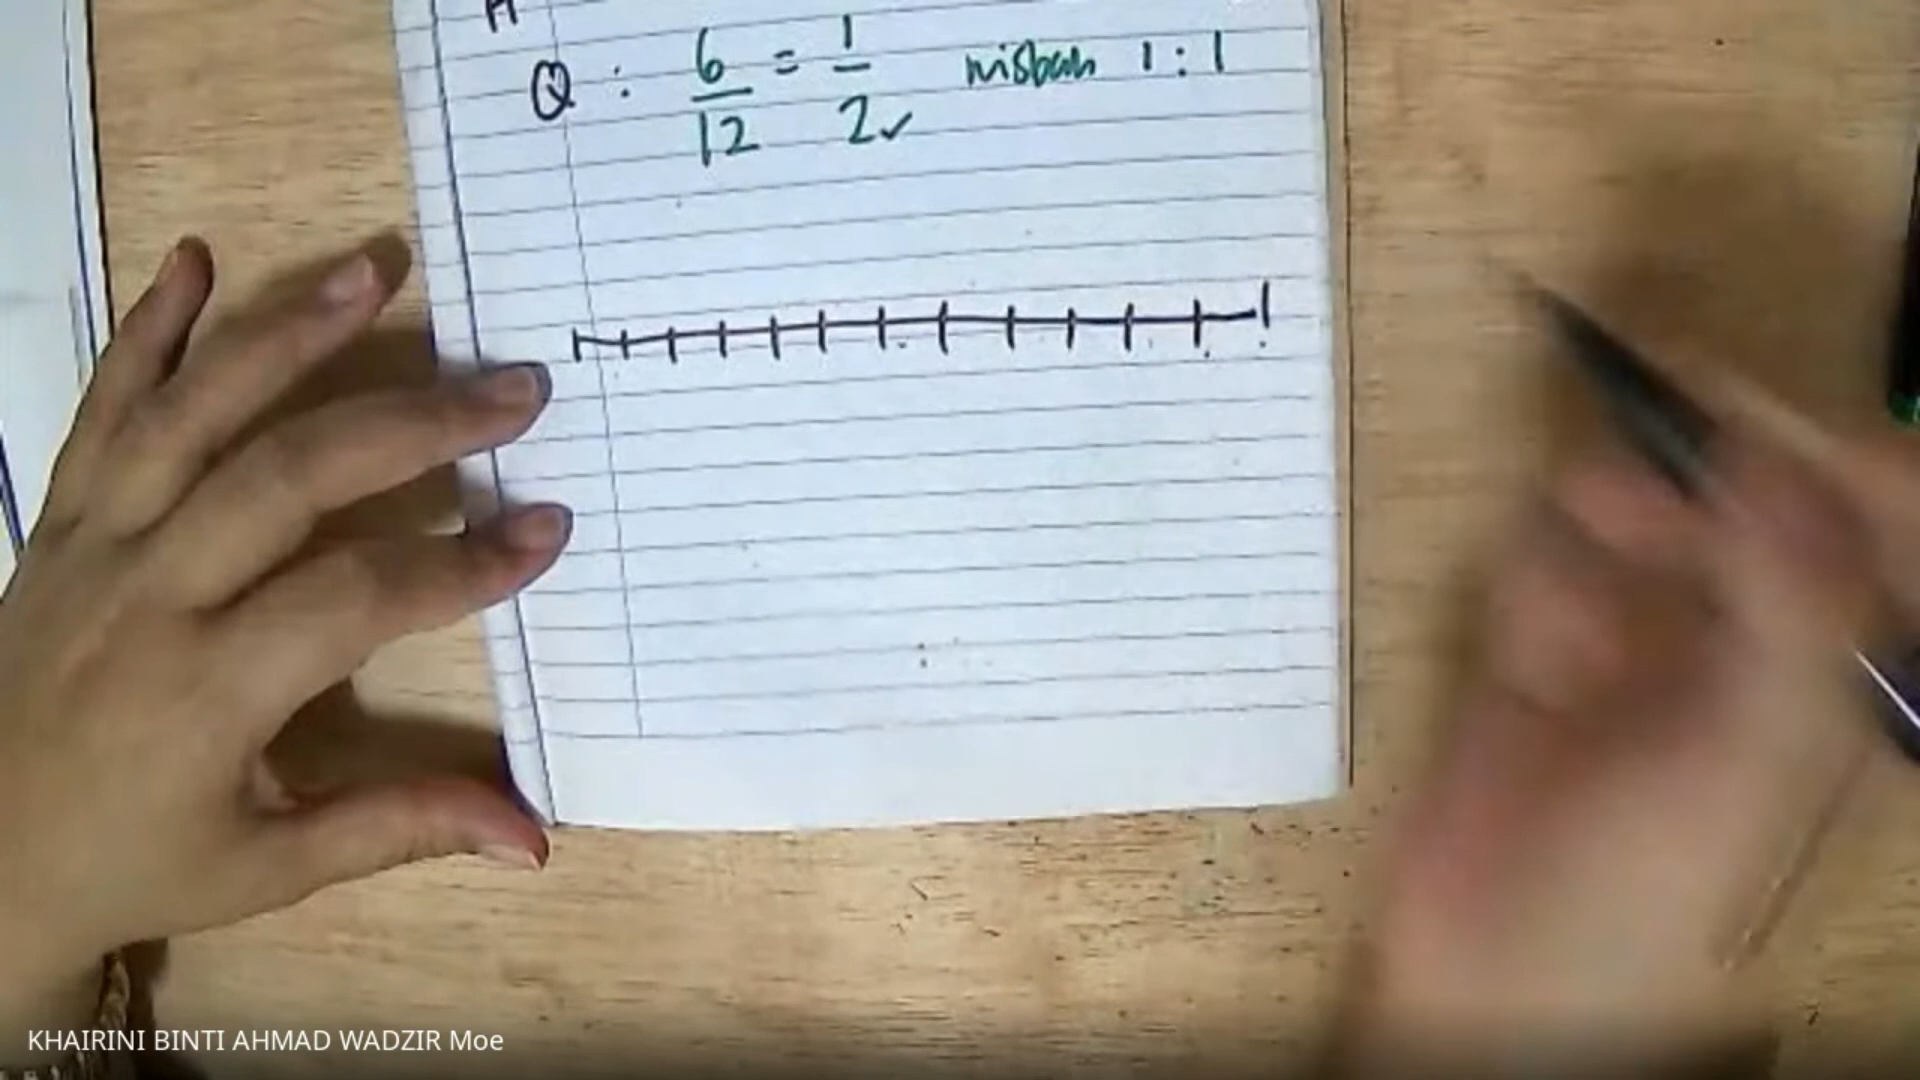 Q : 6/12 = 1/2 ✓ nisbah 1 : 1
KHAIRINI BINTI AHMAD WADZIR Moe